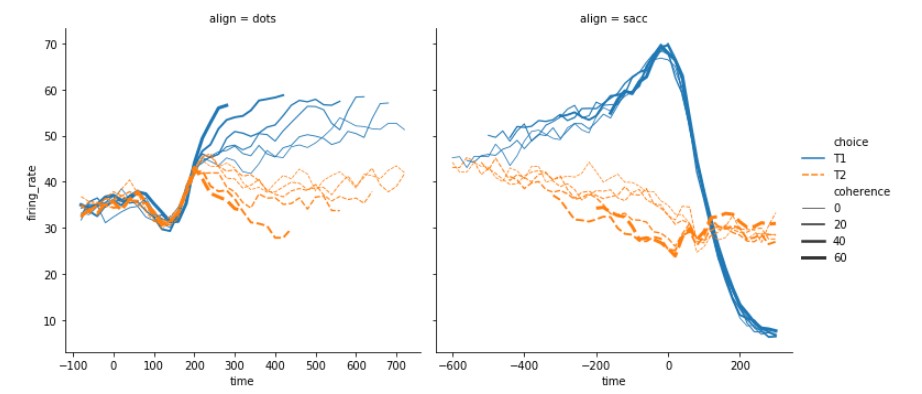 align = dots
align = sacc
70
60
50
40
30
20
10
firing_rate
−100 0 100 200 300 400 500 600 700
time
−600 −400 −200 0 200
time
choice
T1
T2
coherence
0
20
40
60